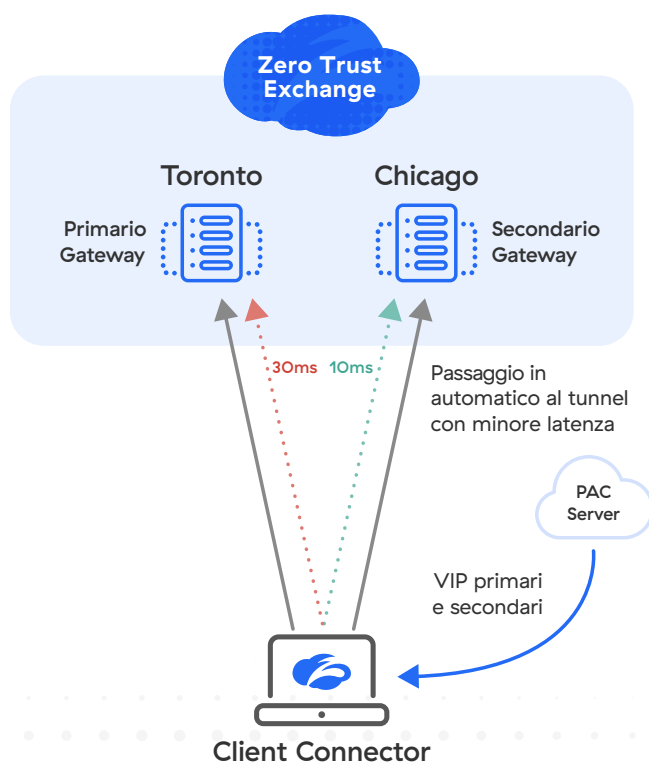 Zero Trust
Exchange
Toronto
Chicago
Primario
Gateway
Secondario
Gateway
30ms
10ms
Passaggio in
automatico al tunnel
con minore latenza
PAC
Server
VIP primari
e secondari
Client Connector